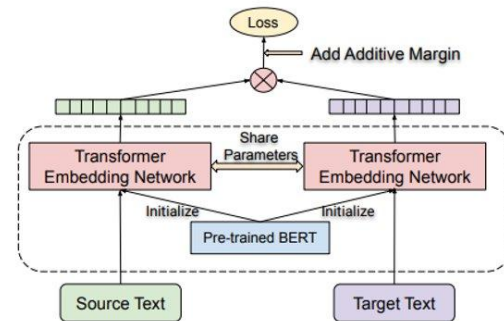 Loss
Add Additive Margin
Share
Parameters
Transformer
Embedding Network
Transformer
Embedding Network
Initialize
Initialize
Pre-trained BERT
Source Text
Target Text